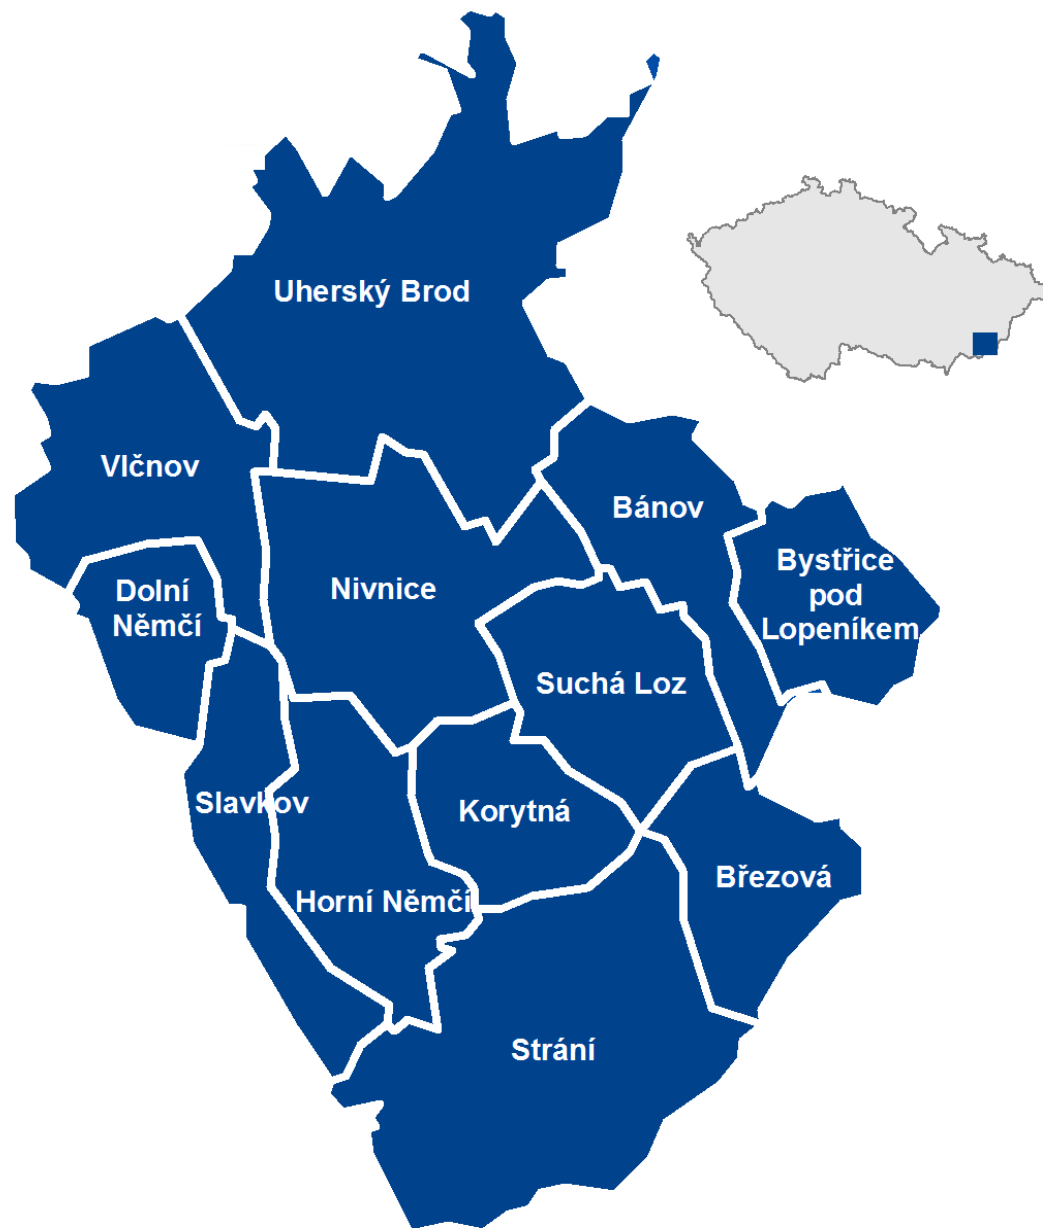 Uherský Brod
Vlčnov
Bánov
Bystřice
pod
Lopeníkem
Dolní
Němčí
Nivnice
Suchá Loz
Slavkov
Korytná
Březová
Horní Němčí
Strání